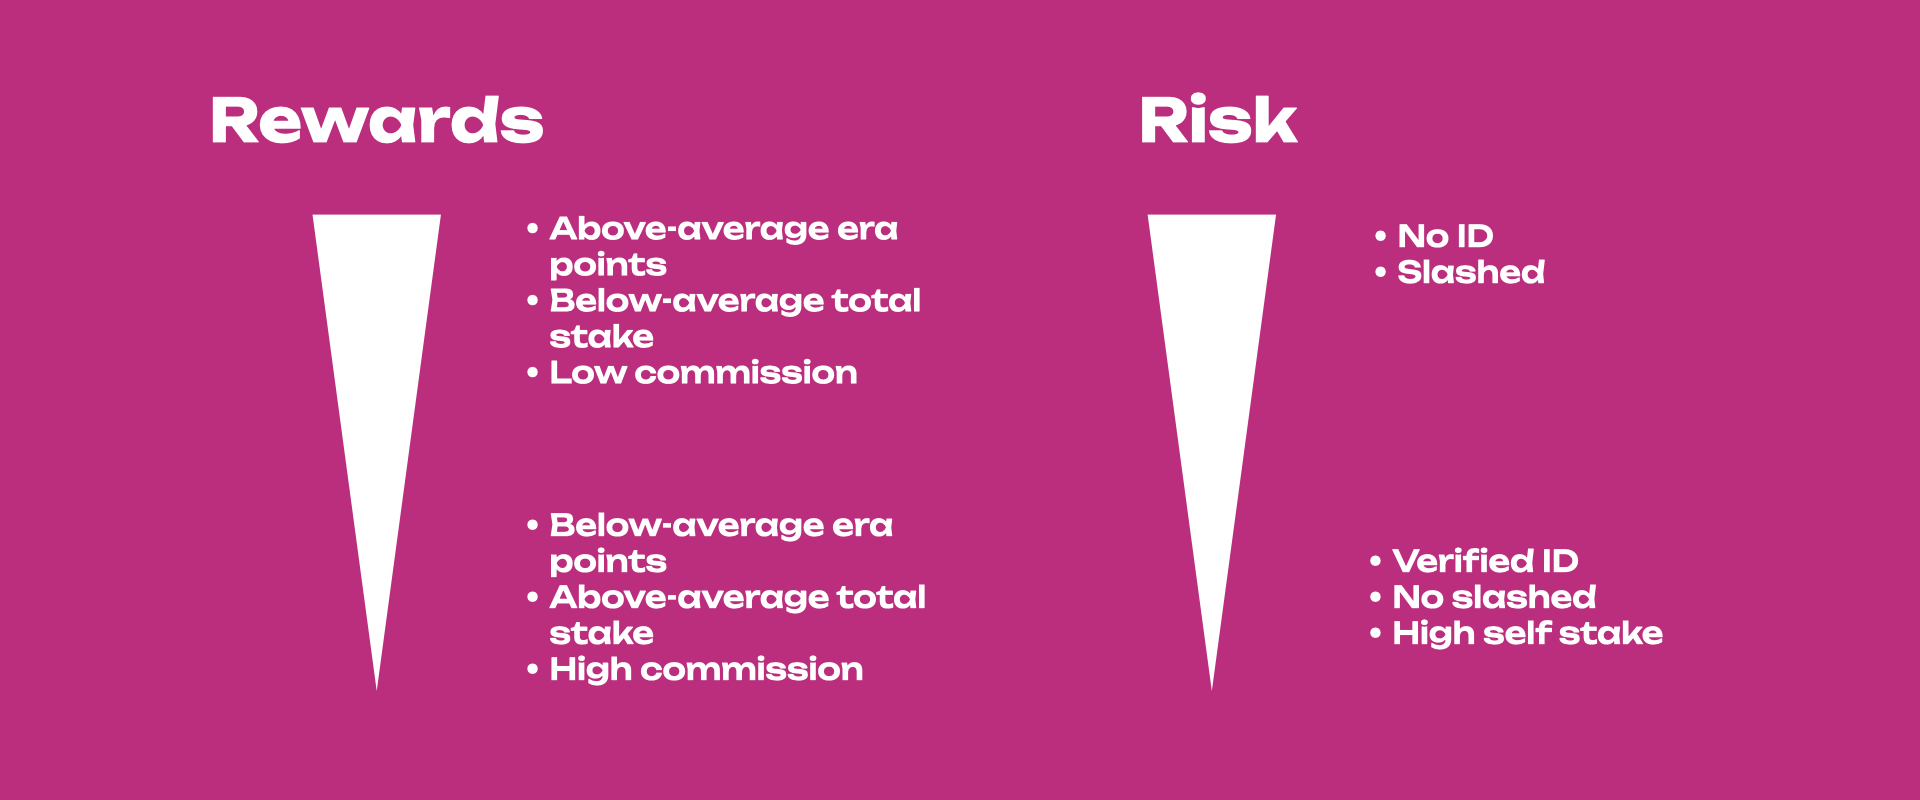 Rewards
• Above-average era
points
• Below-average total
stake
• Low commission
• Below-average era
points
• Above-average total
stake
• High commission
Risk
• No ID
• Slashed
• Verified ID
• No slashed
• High self stake